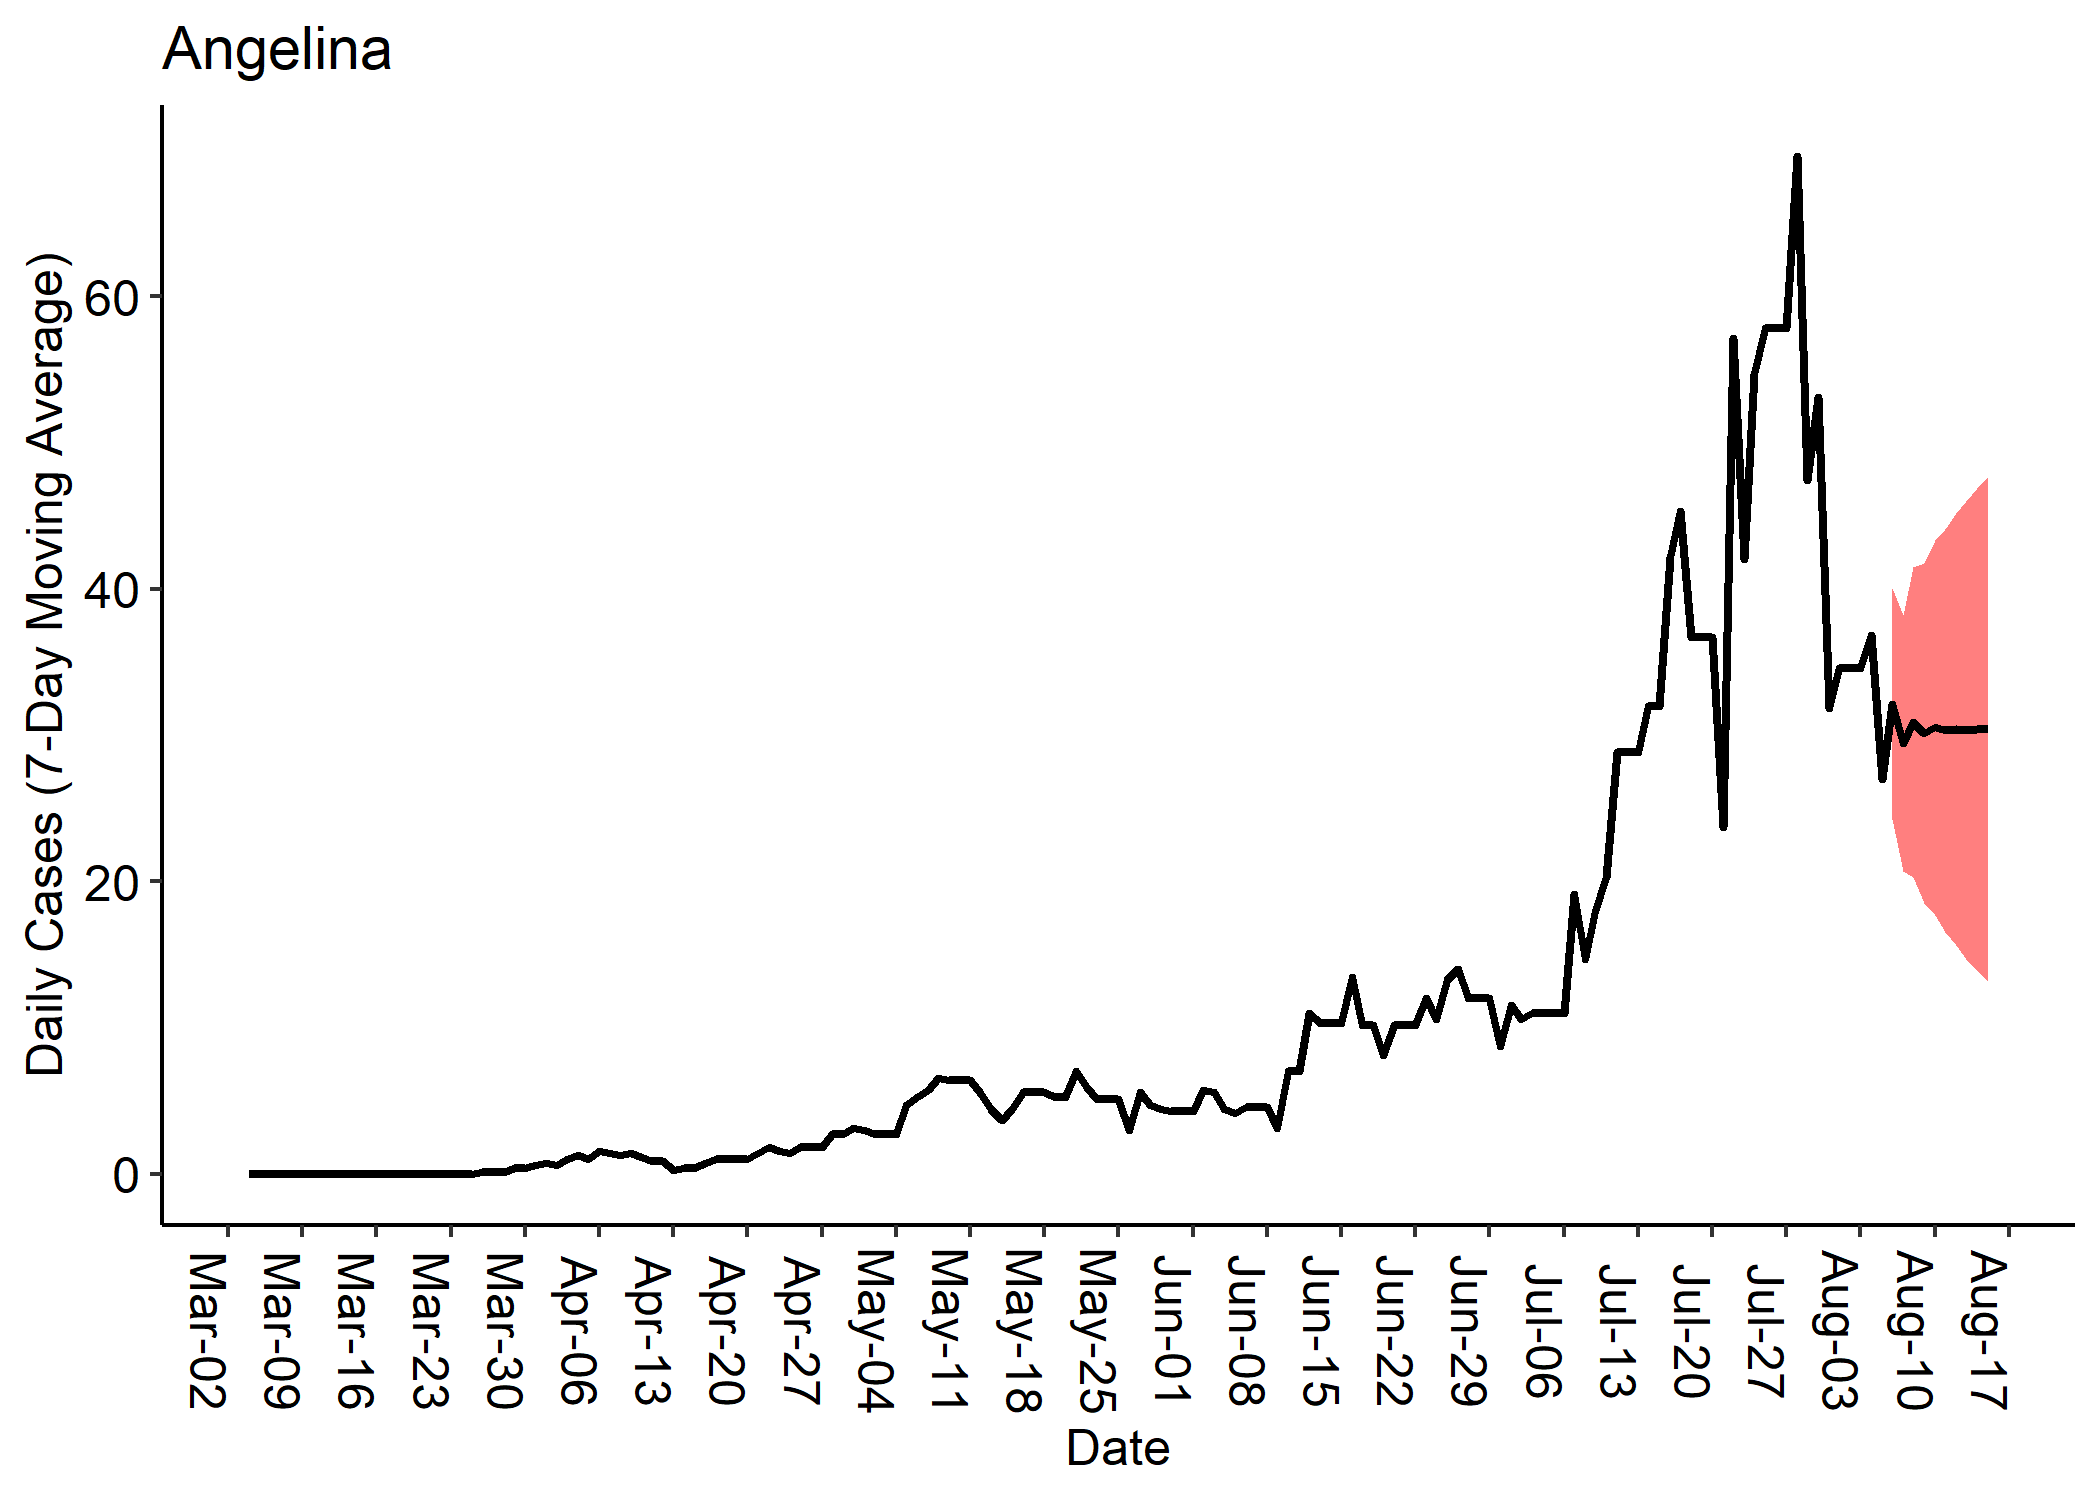 Angelina
Daily Cases (7-Day Moving Average)
60
40
20
0
Mar-02
Mar-09
Mar-16
Mar-23
Mar-30
Apr-06
Apr-13
Apr-20
Apr-27
May-04
May-11
May-18
May-25
Jun-01
Jun-08
Jun-15
Jun-22
Jun-29
Jul-06
Jul-13
Jul-20
Jul-27
Aug-03
Aug-10
Aug-17
Date